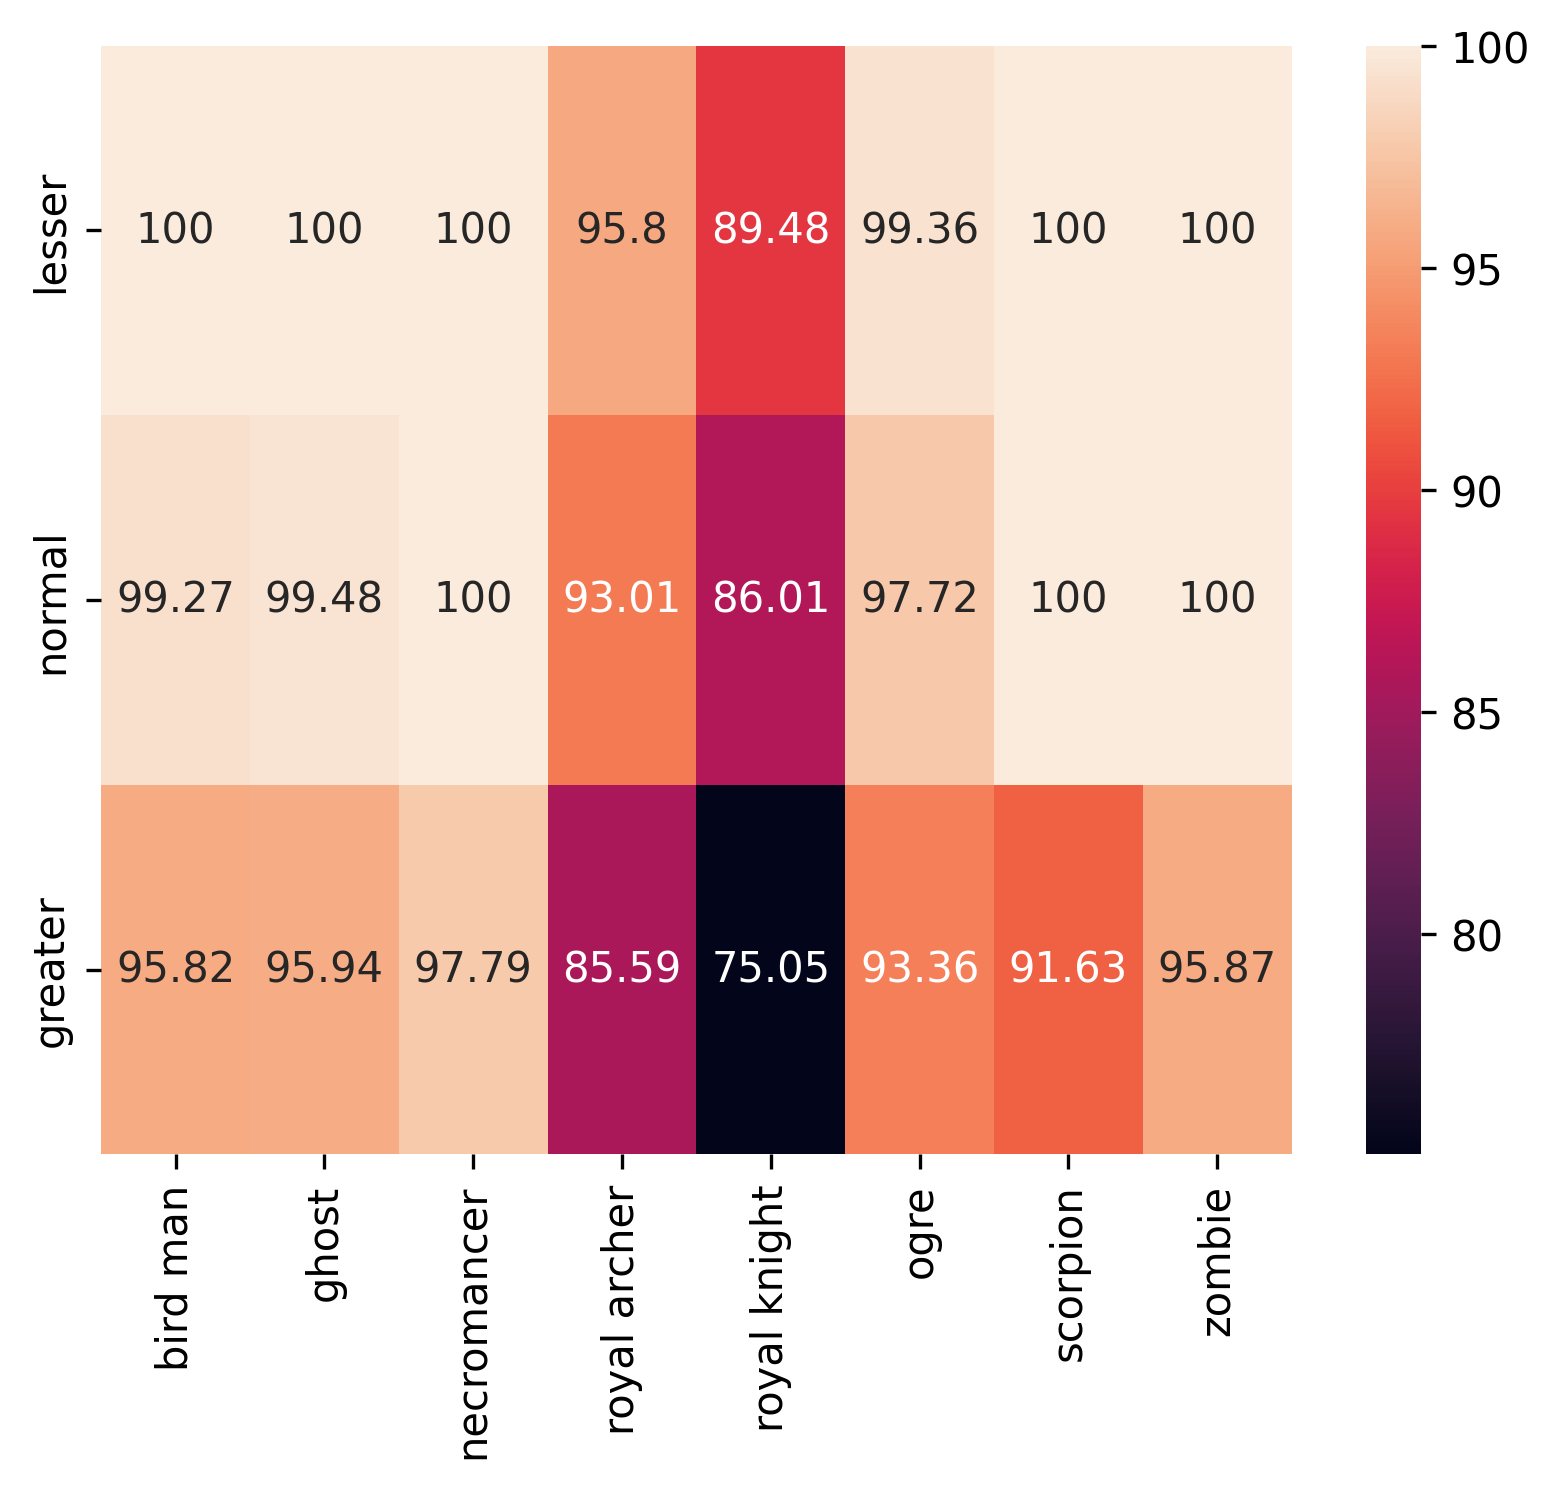 lesser
100 100 100 95.8 89.48 99.36 100 100
normal
99.27 99.48 100 93.01 86.01 97.72 100 100
greater
95.82 95.94 97.79 85.59 75.05 93.36 91.63 95.87
bird man
ghost
necromancer
royal archer
royal knight
ogre
scorpion
zombie
100
95
90
85
80